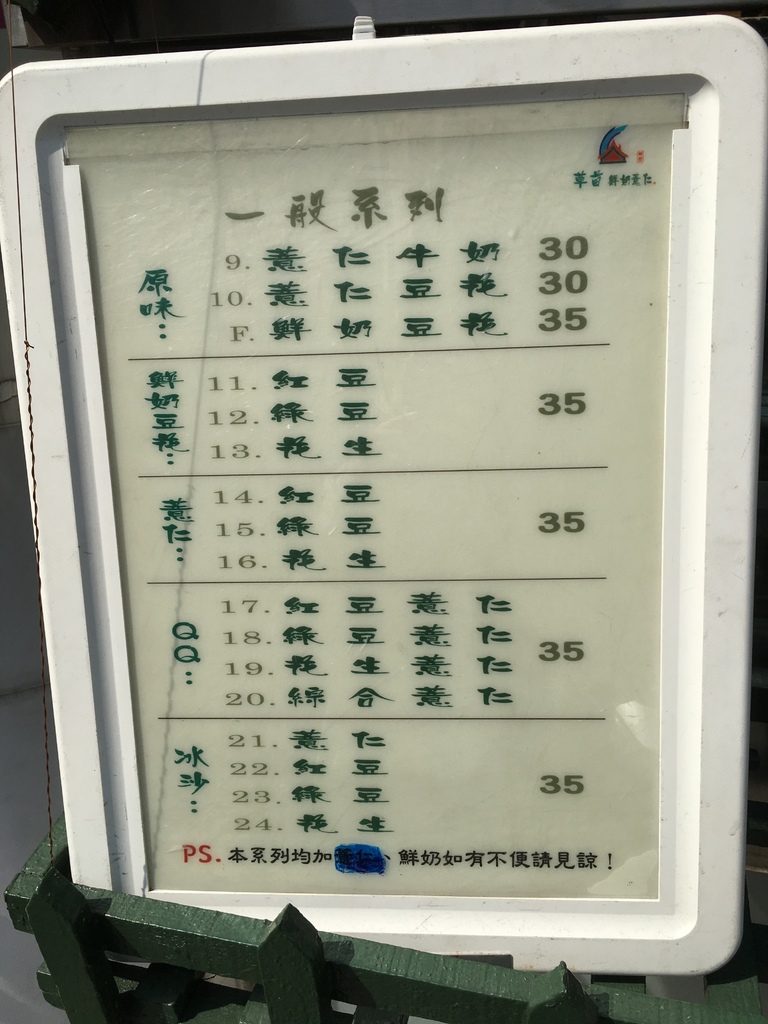 鮮奶薏仁.
一般系列
原味:
9. 薏仁牛奶 30
10. 薏仁豆花 30
F. 鮮奶豆花 35
鮮奶豆花:
11. 紅豆
12. 綠豆 35
13. 花生
薏仁:
14. 紅豆
15. 綠豆 35
16. 花生
QQ:
17. 紅豆薏仁
18. 綠豆薏仁
19. 花生薏仁 35
20. 綜合薏仁
冰沙:
21. 薏仁
22. 紅豆
23. 綠豆 35
24. 花生
PS. 本系列均加、鮮奶如有不便請見諒！